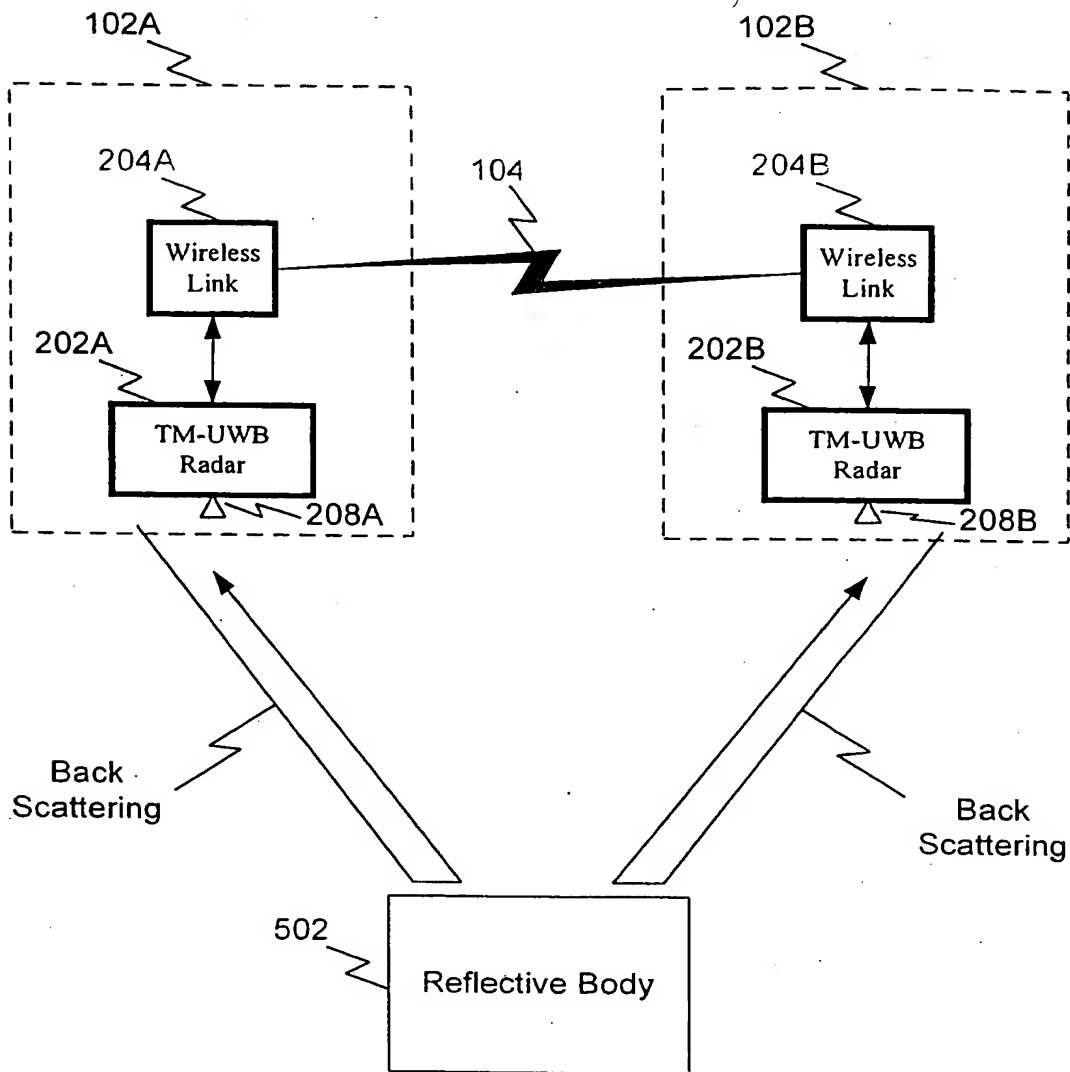 102A
102B
204A
104
204B
Wireless
Link
Wireless
Link
202A
202B
TM-UWB
Radar
TM-UWB
Radar
208A
208B
Back
Scattering
Back
Scattering
502
Reflective Body